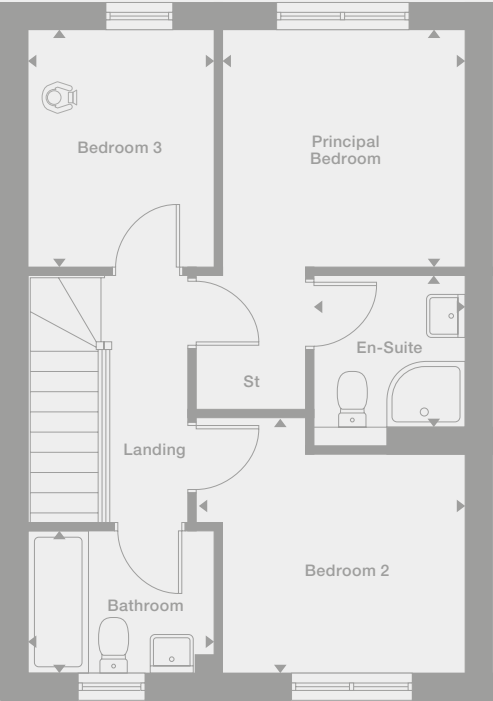 Bedroom 3
Principal
Bedroom
En-Suite
St
Landing
Bedroom 2
Bathroom